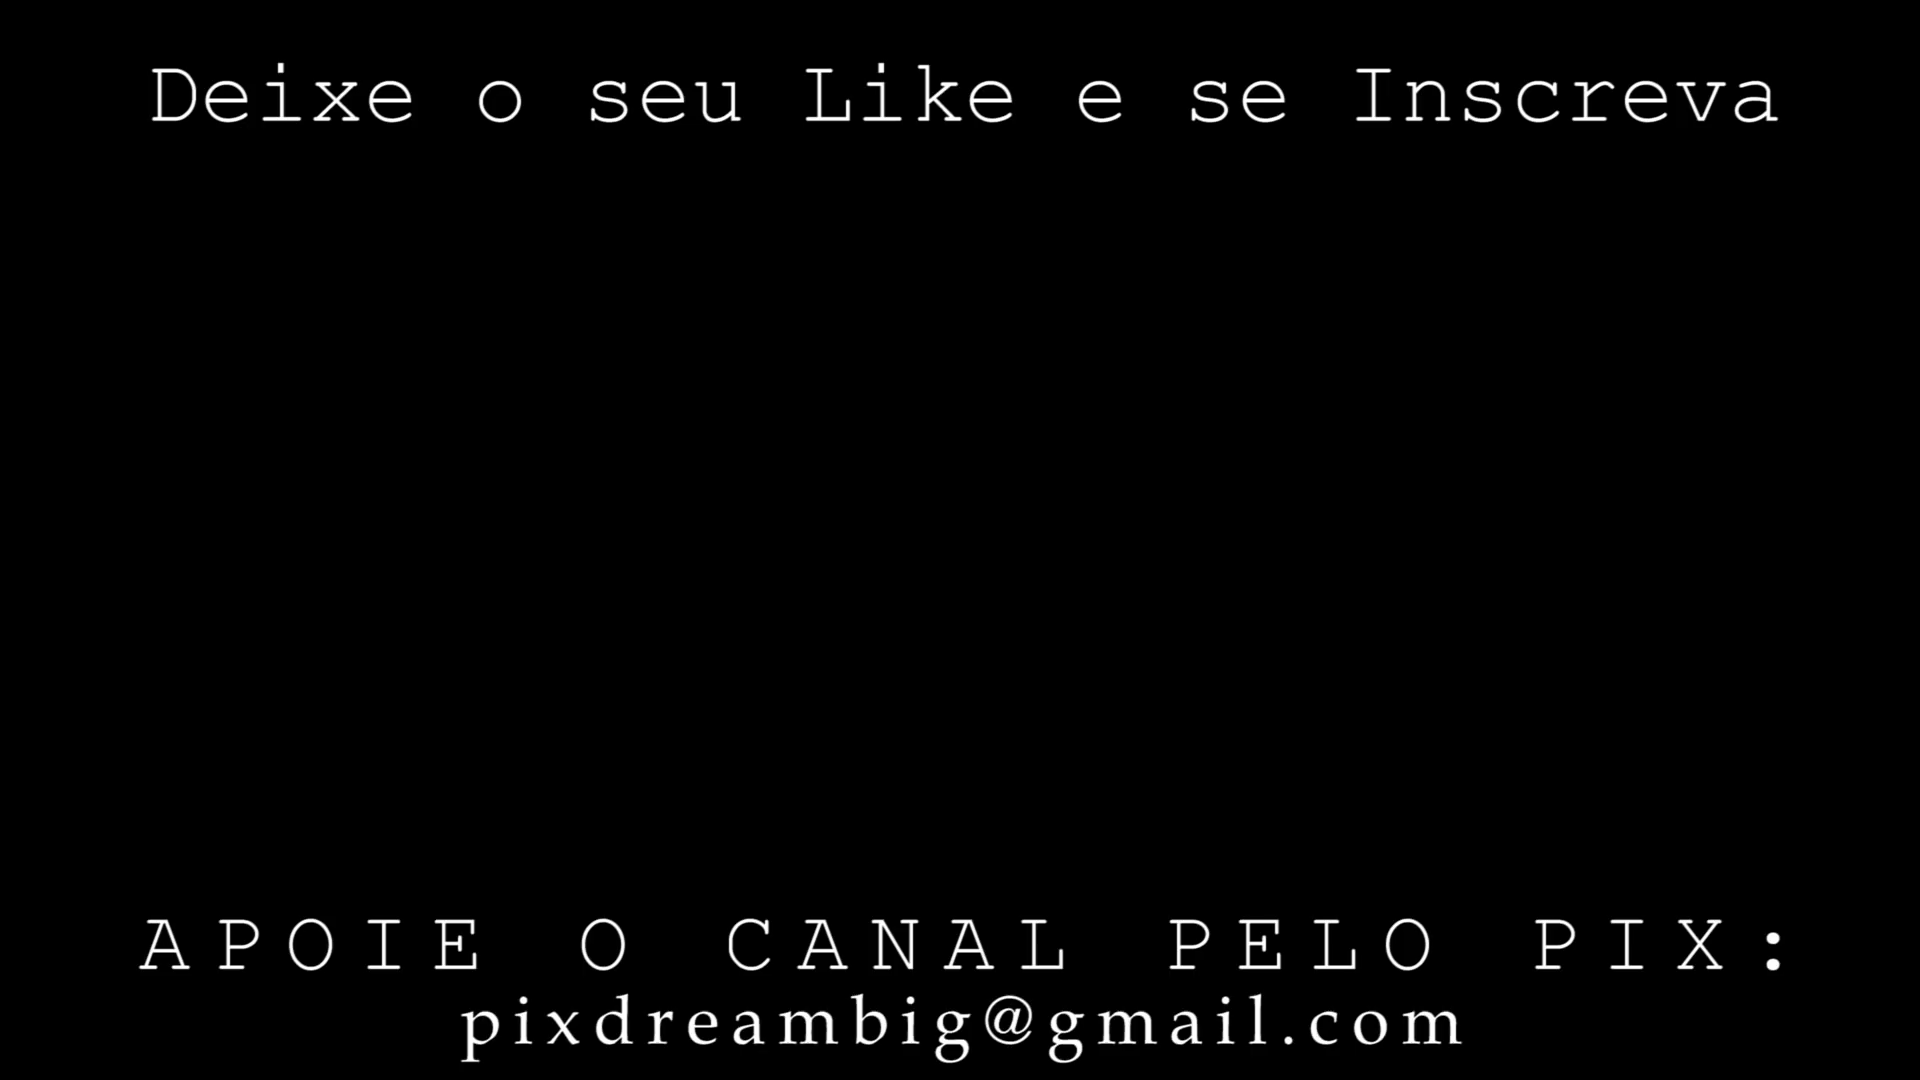 Deixe o seu Like e se Inscreva
APOIE O CANAL PELO PIX:
pixdreambig@gmail.com